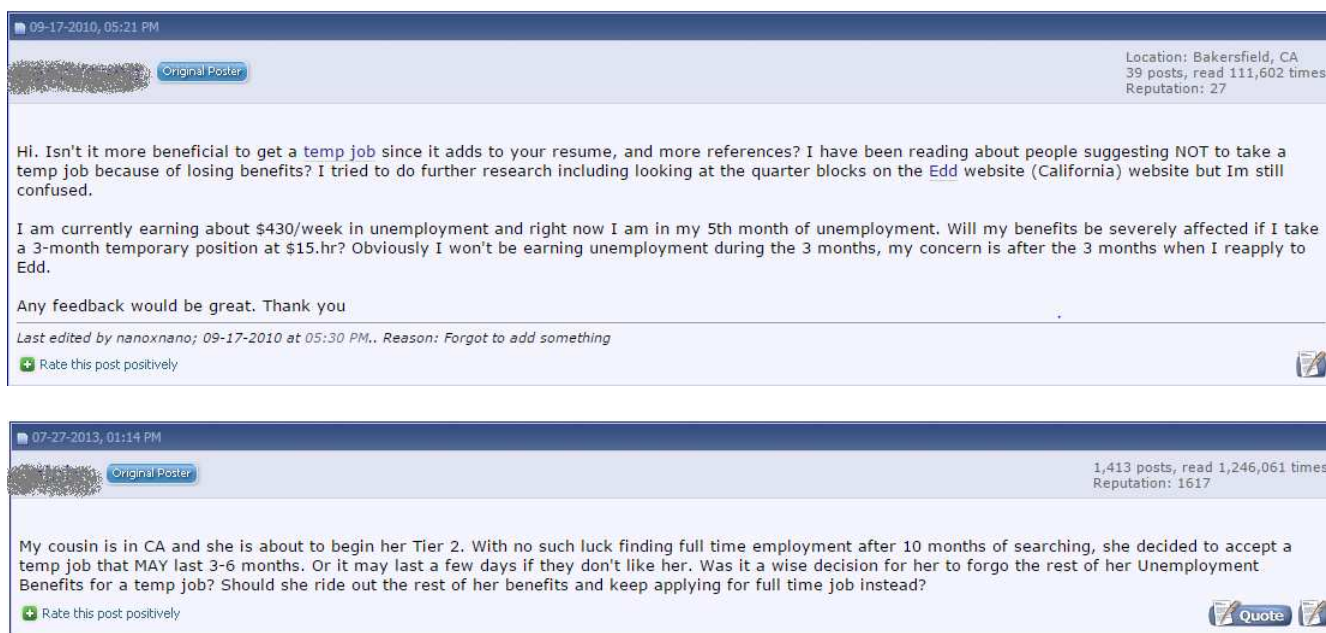 09-17-2010, 05:21 PM
Original Poster
Location: Bakersfield, CA
39 posts, read 111,602 times
Reputation: 27
Hi. Isn't it more beneficial to get a temp job since it adds to your resume, and more references? I have been reading about people suggesting NOT to take a
temp job because of losing benefits? I tried to do further research including looking at the quarter blocks on the Edd website (California) website but Im still
confused.
I am currently earning about $430/week in unemployment and right now I am in my 5th month of unemployment. Will my benefits be severely affected if I take
a 3-month temporary position at $15.hr? Obviously I won't be earning unemployment during the 3 months, my concern is after the 3 months when I reapply to
Edd.
Any feedback would be great. Thank you
Last edited by nanoxnano; 09-17-2010 at 05:30 PM.. Reason: Forgot to add something
Rate this post positively
07-27-2013, 01:14 PM
Original Poster
1,413 posts, read 1,246,061 times
Reputation: 1617
My cousin is in CA and she is about to begin her Tier 2. With no such luck finding full time employment after 10 months of searching, she decided to accept a
temp job that MAY last 3-6 months. Or it may last a few days if they don't like her. Was it a wise decision for her to forgo the rest of her Unemployment
Benefits for a temp job? Should she ride out the rest of her benefits and keep applying for full time job instead?
Rate this post positively
Quote